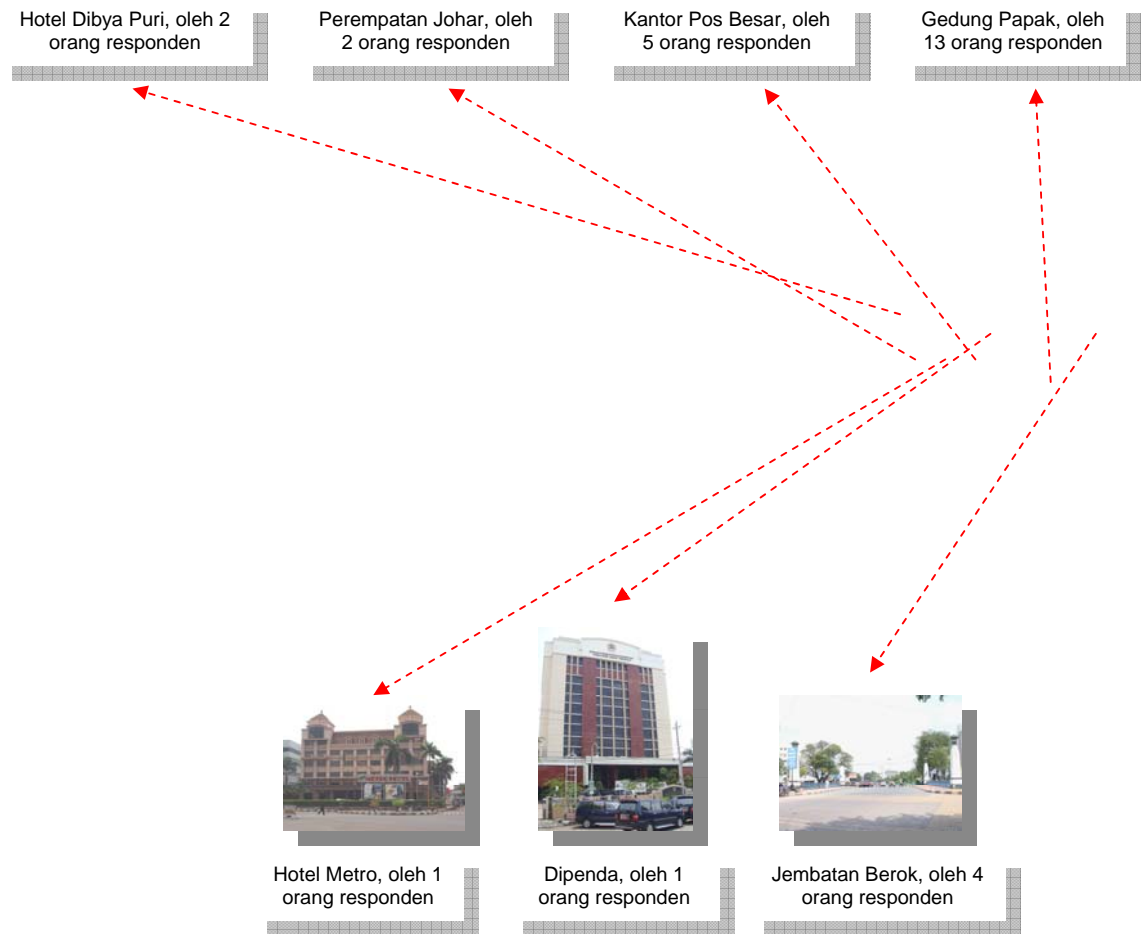 Hotel Dibya Puri, oleh 2
orang responden
Perempatan Johar, oleh
2 orang responden
Kantor Pos Besar, oleh
5 orang responden
Gedung Papak, oleh
13 orang responden
Hotel Metro, oleh 1
orang responden
Dipenda, oleh 1
orang responden
Jembatan Berok, oleh 4
orang responden